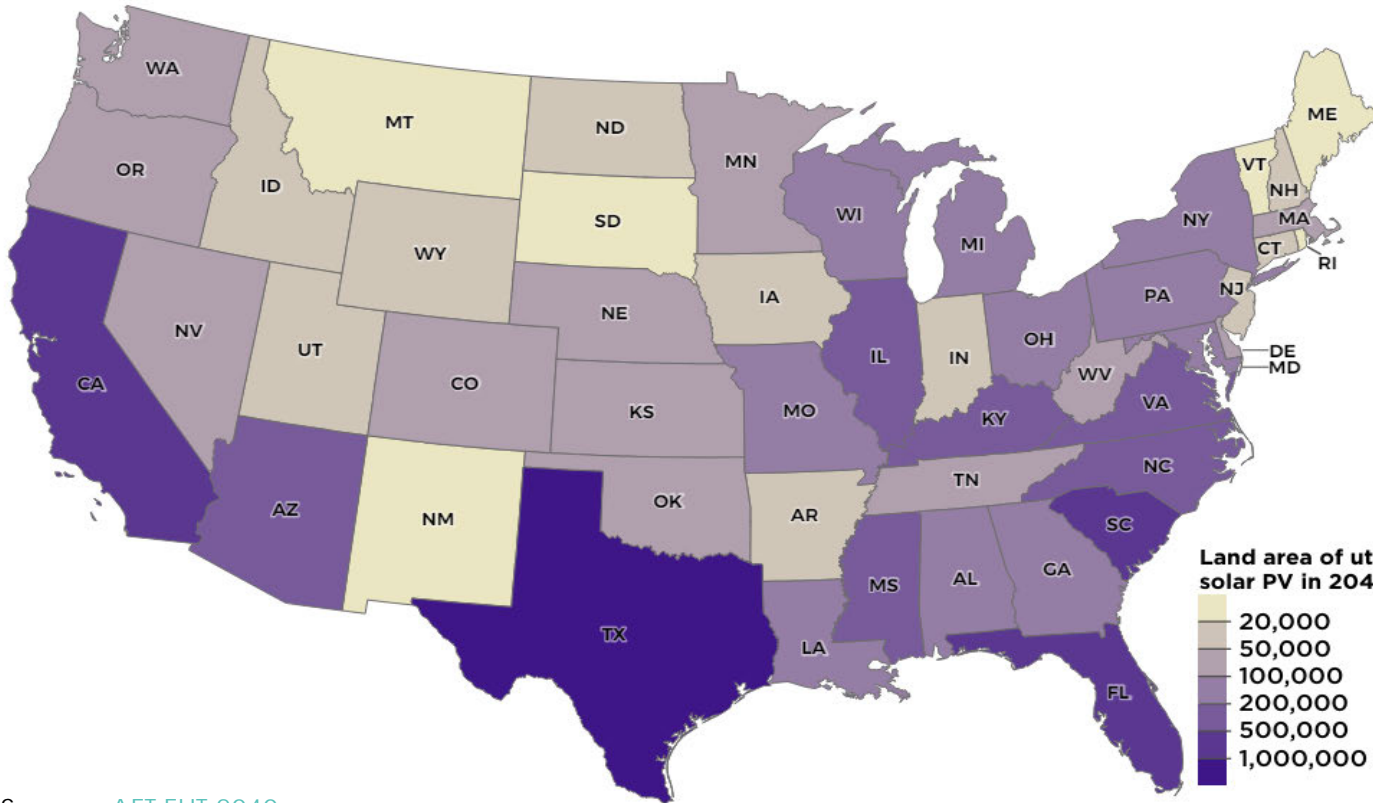 WA
MT
ND
MN
ME
VT
NH
OR
ID
SD
WI
MI
NY
MA
CT
RI
WY
IA
PA
NJ
NE
NV
UT
IL
IN
OH
DE
MD
CO
WV
CA
KS
MO
KY
VA
NC
TN
AZ
NM
OK
AR
SC
MS
AL
GA
TX
LA
FL
Land area of ut
solar PV in 204
20,000
50,000
100,000
200,000
500,000
1,000,000